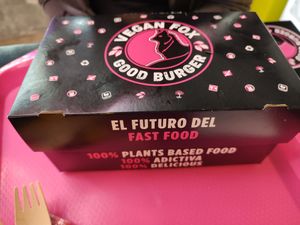 VEGAN FOX
GOOD BURGER
EL FUTURO DEL
FAST FOOD
100% PLANTS BASED FOOD
100% ADICTIVA
100% DELICIOUS